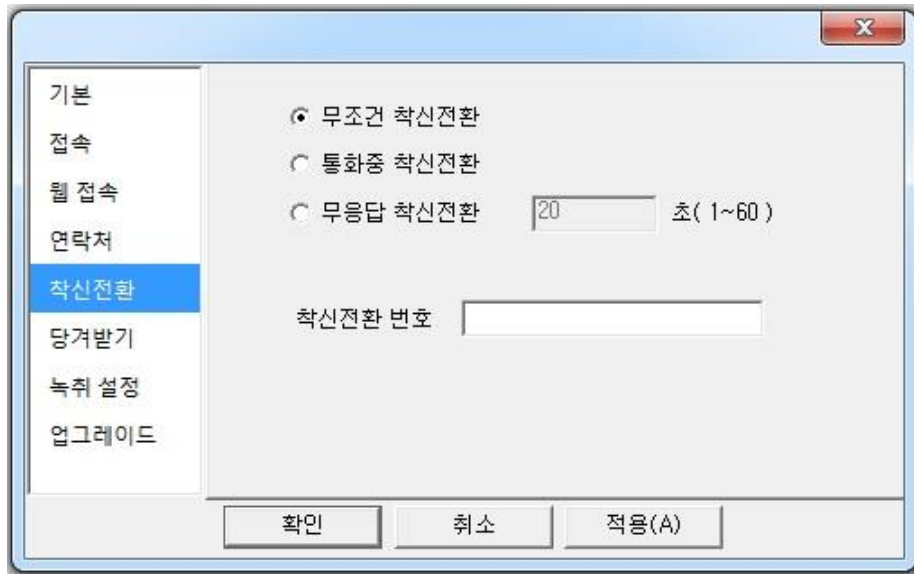 기본
접속
웹 접속
연락처
착신전환
당겨받기
녹취 설정
업그레이드
무조건 착신전환
통화중 착신전환
무응답 착신전환 20 초( 1~60 )
착신전환 번호
확인 취소 적용(A)